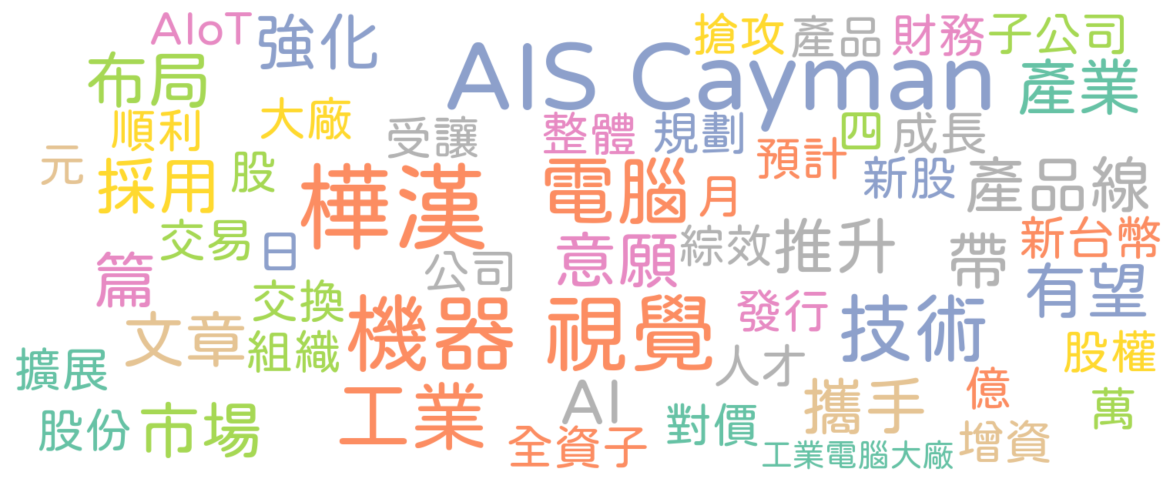 AIoT
強化
搶攻
產品
財務
子公司
布局
AIS Cayman
產業
順利
大廠
受讓
整體
規劃
四
成長
元
採用
股
樺漢
電腦
月
預計
新股
產品線
交易
日
意願
綜效
推升
帶
新台幣
篇
公司
有望
交換
機器
視覺
發行
技術
文章
組織
人才
股權
擴展
工業
AI
攜手
億
萬
股份
市場
全資子
對價
工業電腦大廠
增資